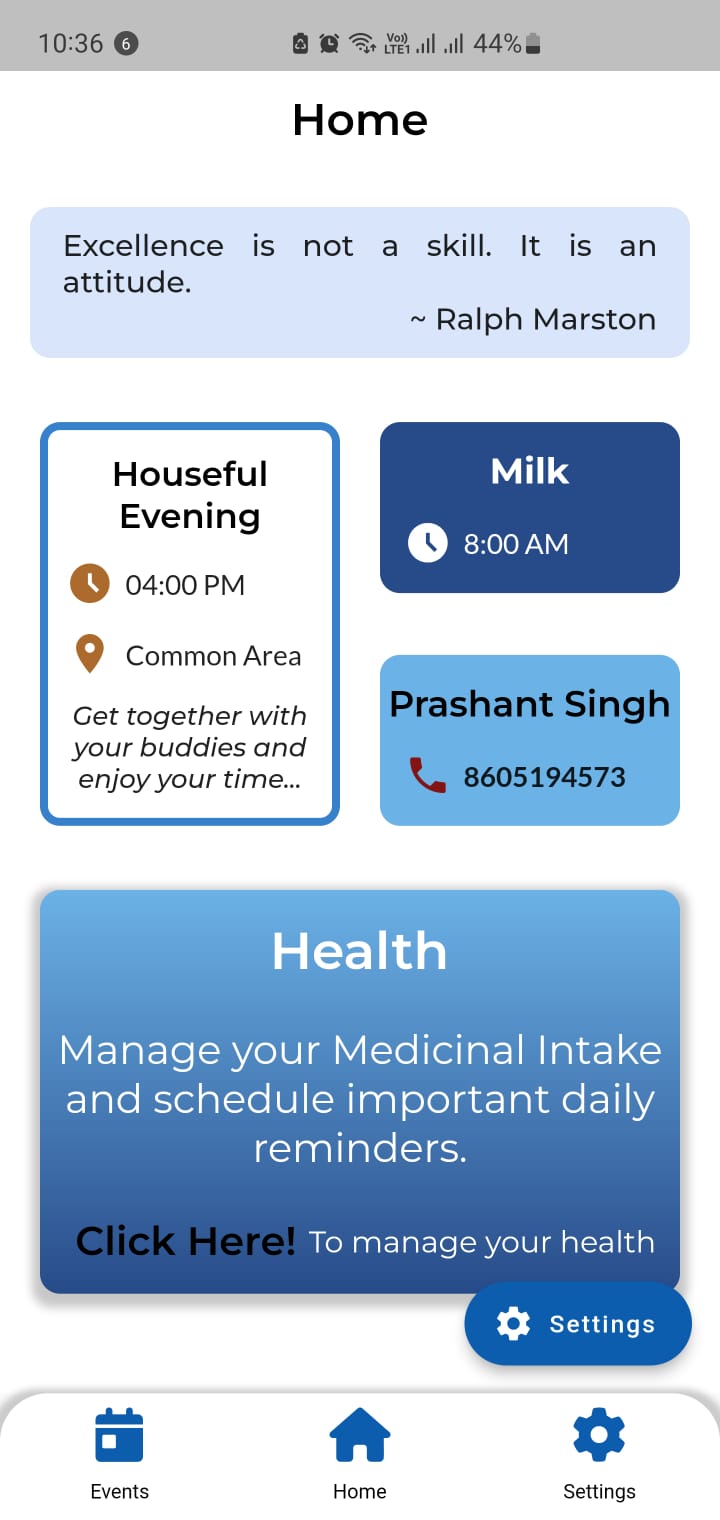 10:36 6 Vo)) LTE1 44%
Home
Excellence is not a skill. It is an
attitude.
~ Ralph Marston
Houseful
Evening
04:00 PM
Common Area
Get together with
your buddies and
enjoy your time...
Milk
8:00 AM
Prashant Singh
8605194573
Health
Manage your Medicinal Intake
and schedule important daily
reminders.
Click Here! To manage your health
Settings
Events Home Settings